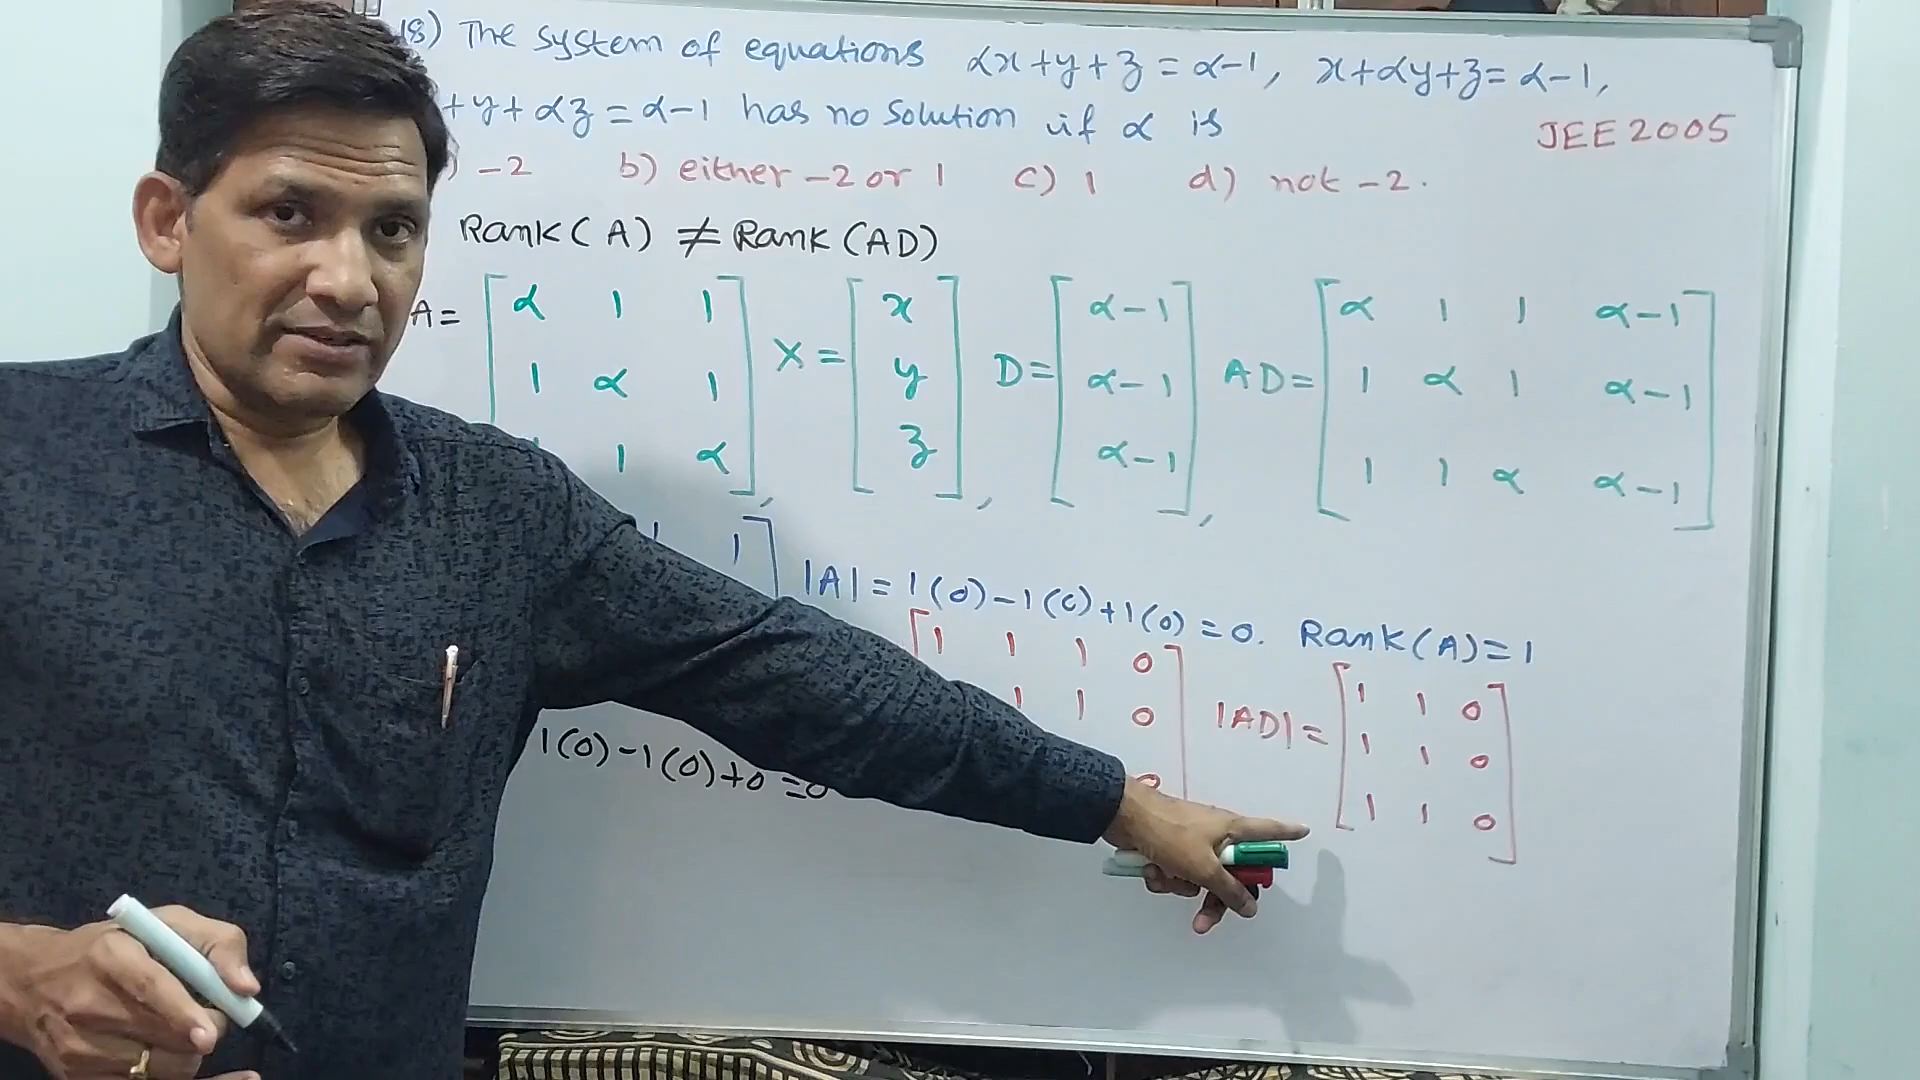 18) The system of equations αx+y+z=α-1, x+αy+z=α-1,
+y+αz=α-1 has no solution if α is
JEE 2005
) -2 b) either -2 or 1 c) 1 d) not -2.
Rank(A) ≠ Rank(AD)
A= [ α 1 1 X= [ x D= [ α-1 AD= [ α 1 1 α-1
1 α 1 ] y ] α-1 ] 1 α 1 α-1 ]
1 α , z , α-1 , 1 1 α α-1
1 ] |A|=1(0)-1(0)+1(0)=0. Rank(A)=1
[ 1 1 1 0 ] |AD|= [ 1 1 0
1 1 0 1 1 0
0 1 1 0 ]
1(0)-1(0)+0=0